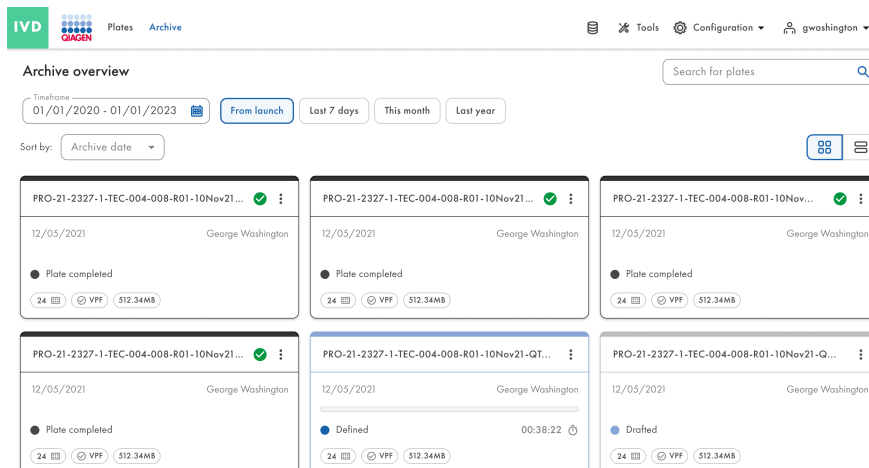 IVD QIAGEN Plates Archive Tools Configuration gwashington
Archive overview Search for plates
Timeframe
01/01/2020 - 01/01/2023 From launch Last 7 days This month Last year
Sort by: Archive date
PRO-21-2327-1-TEC-004-008-R01-10Nov21... PRO-21-2327-1-TEC-004-008-R01-10Nov21... PRO-21-2327-1-TEC-004-008-R01-10Nov...
12/05/2021 George Washington 12/05/2021 George Washington 12/05/2021 George Washington
Plate completed Plate completed Plate completed
24 VPF 512.34MB 24 VPF 512.34MB 24 VPF 512.34MB
PRO-21-2327-1-TEC-004-008-R01-10Nov21... PRO-21-2327-1-TEC-004-008-R01-10Nov21-QT... PRO-21-2327-1-TEC-004-008-R01-10Nov21-Q...
12/05/2021 George Washington 12/05/2021 George Washington 12/05/2021 George Washington
Plate completed Defined 00:38:22 Drafted
24 VPF 512.34MB 24 VPF 512.34MB 24 VPF 512.34MB